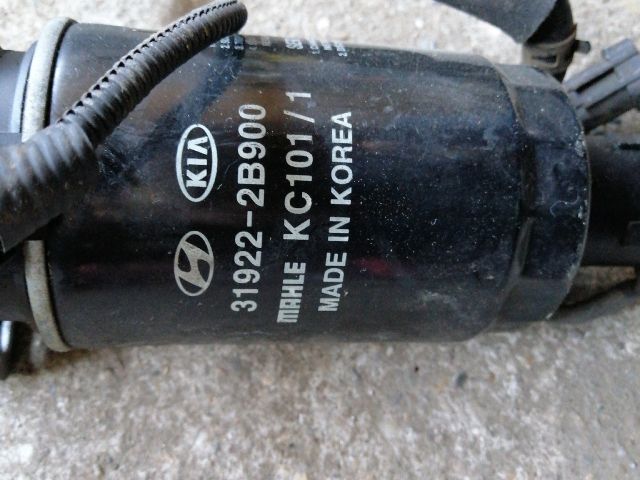 KIA
31922-2B900
MAHLE KC101/1
MADE IN KOREA